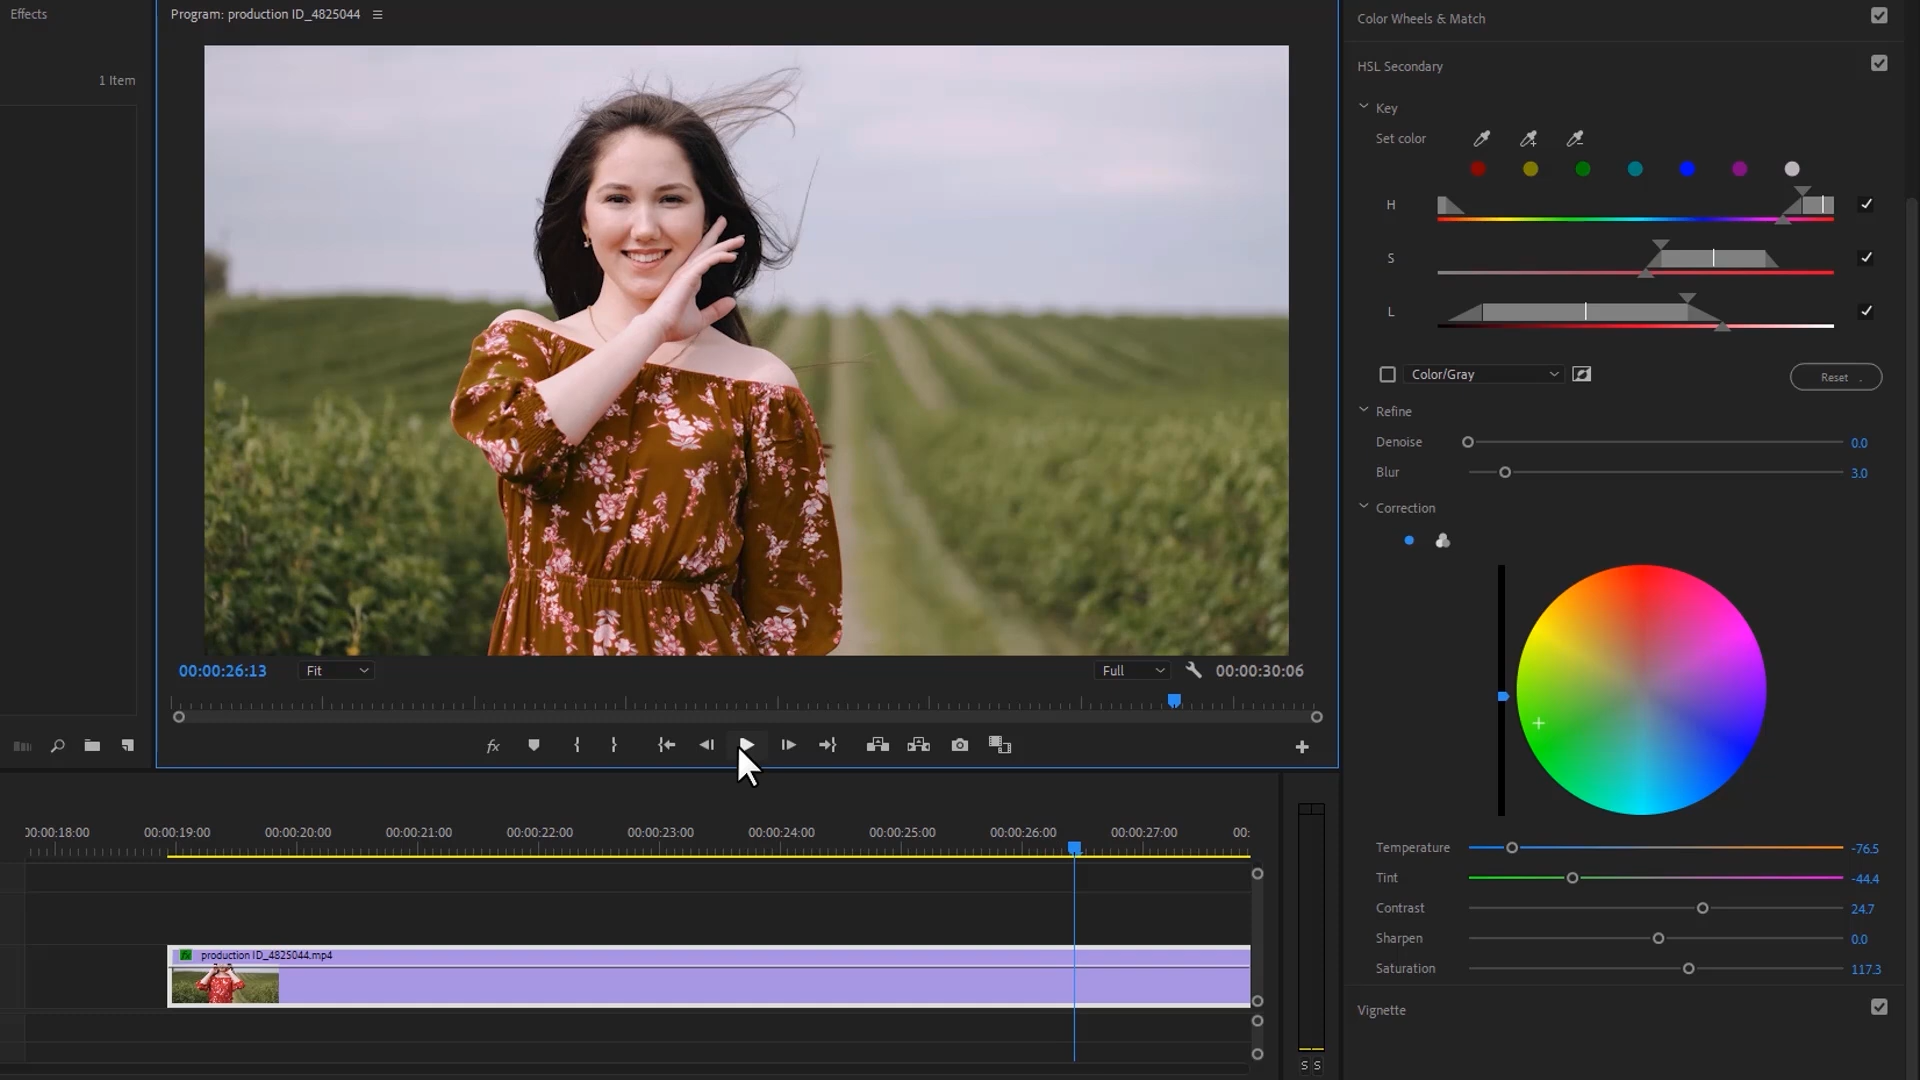 Effects
1 Item
Program: production ID_4825044
00:00:26:13
Fit
Full
00:00:30:06
fx
00:00:18:00
00:00:19:00
00:00:20:00
00:00:21:00
00:00:22:00
00:00:23:00
00:00:24:00
00:00:25:00
00:00:26:00
00:00:27:00
00:
fx production ID_4825044.mp4
S S
Color Wheels & Match
HSL Secondary
Key
Set color
H
S
L
Color/Gray
Reset
Refine
Denoise 0.0
Blur 3.0
Correction
Temperature -76.5
Tint -44.4
Contrast 24.7
Sharpen 0.0
Saturation 117.3
Vignette